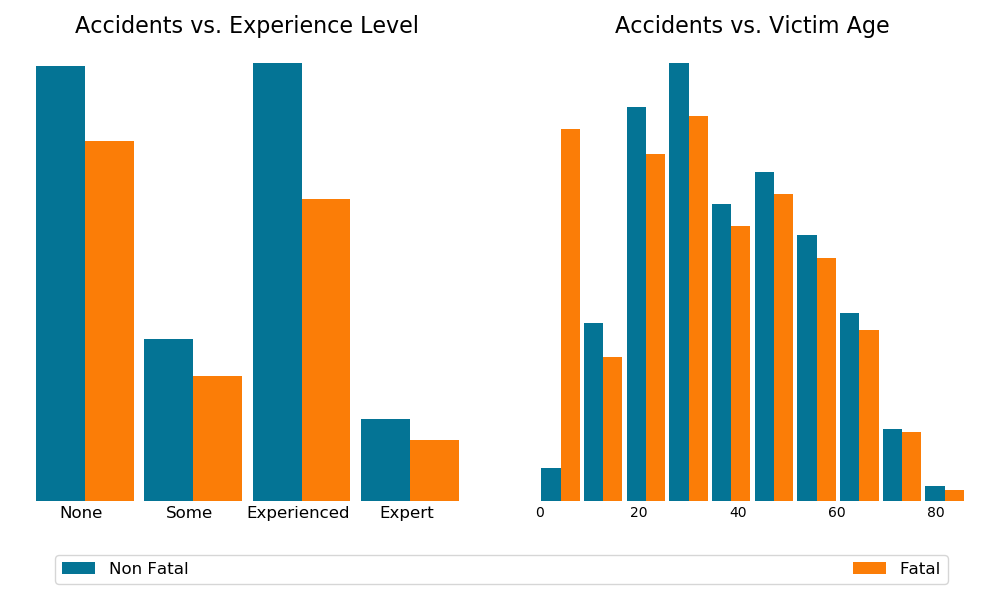 Accidents vs. Experience Level
Accidents vs. Victim Age
None Some Experienced Expert
0 20 40 60 80
Non Fatal
Fatal